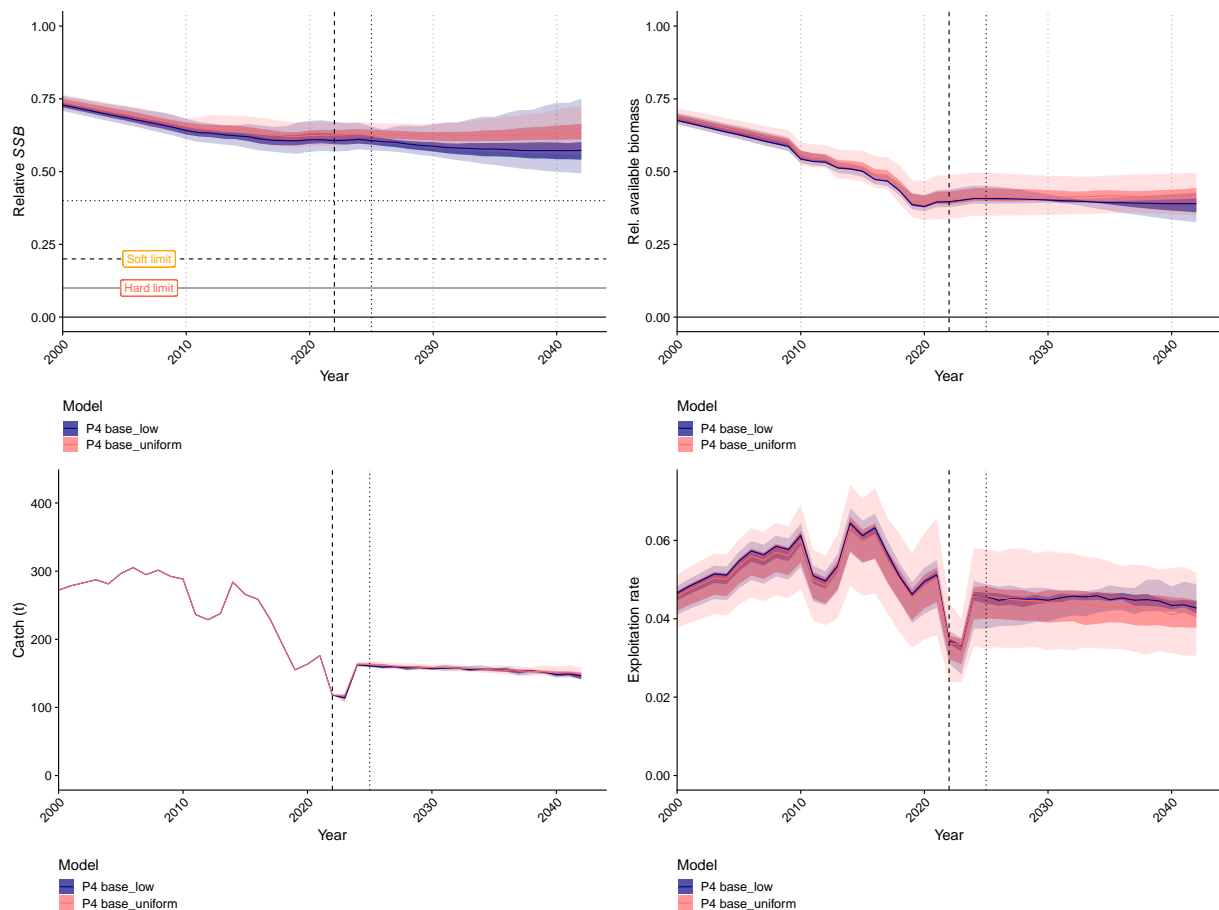 1.00
0.75
0.50
0.25
0.00
Relative SSB
Soft limit
Hard limit
2000
2010
2020
2030
2040
Year
Model
P4 base_low
P4 base_uniform
1.00
0.75
0.50
0.25
0.00
Rel. available biomass
2000
2010
2020
2030
2040
Year
Model
P4 base_low
P4 base_uniform
400
300
200
100
0
Catch (t)
2000
2010
2020
2030
2040
Year
Model
P4 base_low
P4 base_uniform
0.06
0.04
0.02
0.00
Exploitation rate
2000
2010
2020
2030
2040
Year
Model
P4 base_low
P4 base_uniform